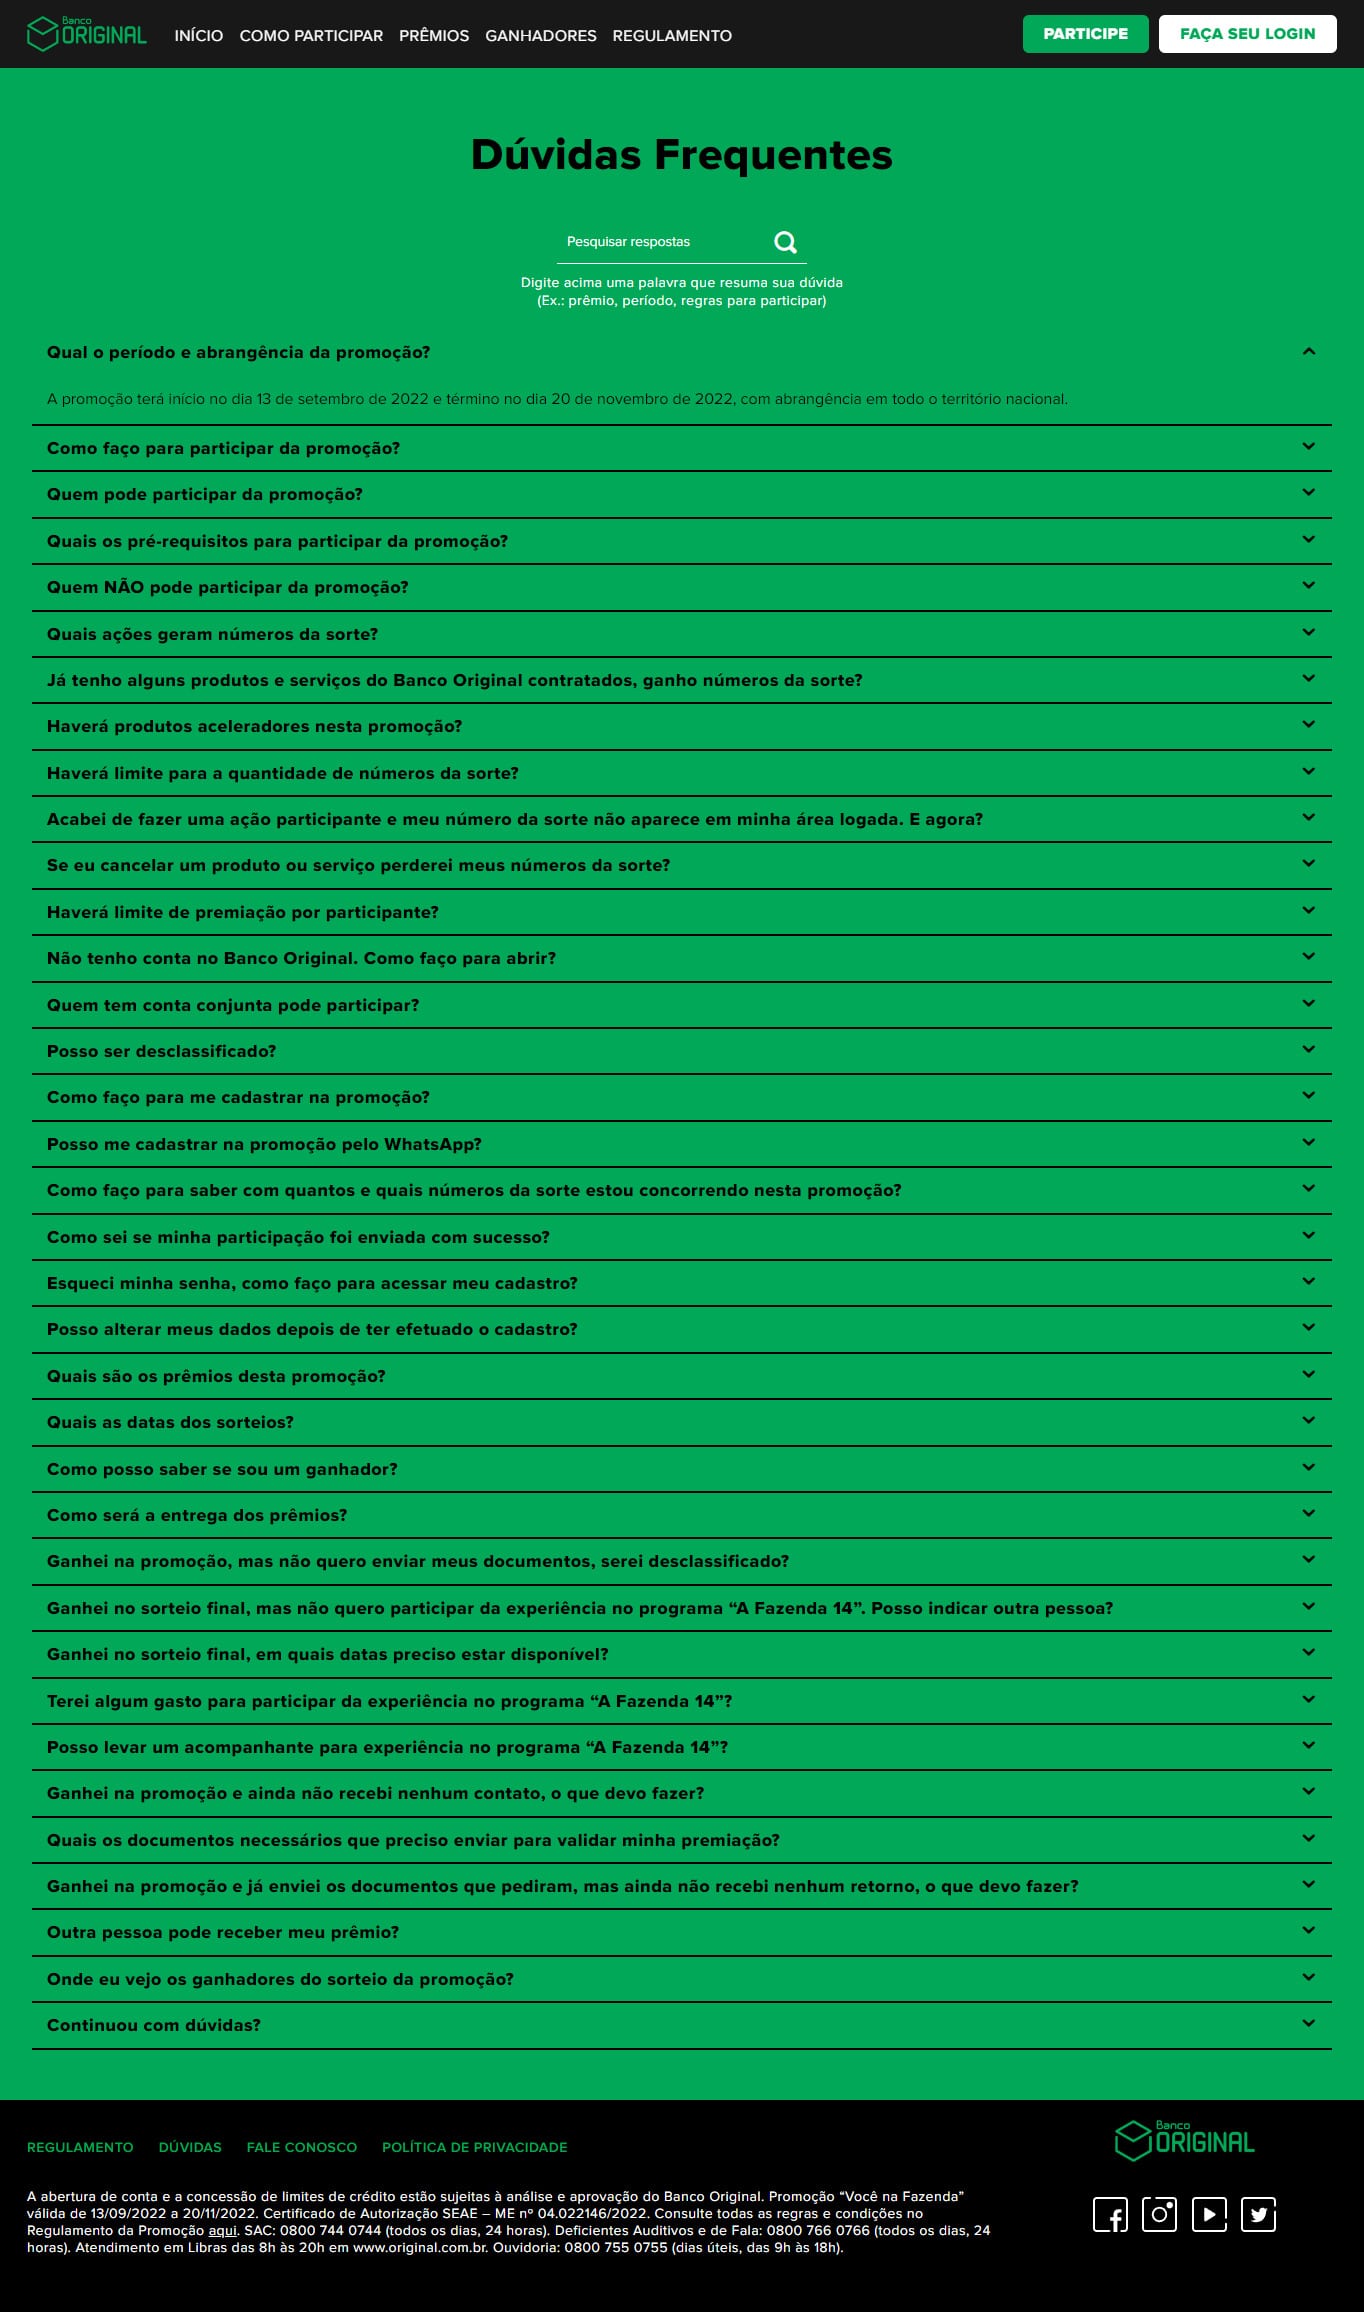 Banco
ORIGINAL
INÍCIO COMO PARTICIPAR PRÊMIOS GANHADORES REGULAMENTO
PARTICIPE
FAÇA SEU LOGIN
Dúvidas Frequentes
Pesquisar respostas
Digite acima uma palavra que resuma sua dúvida
(Ex.: prêmio, período, regras para participar)
Qual o período e abrangência da promoção?
A promoção terá início no dia 13 de setembro de 2022 e término no dia 20 de novembro de 2022, com abrangência em todo o território nacional.
Como faço para participar da promoção?
Quem pode participar da promoção?
Quais os pré-requisitos para participar da promoção?
Quem NÃO pode participar da promoção?
Quais ações geram números da sorte?
Já tenho alguns produtos e serviços do Banco Original contratados, ganho números da sorte?
Haverá produtos aceleradores nesta promoção?
Haverá limite para a quantidade de números da sorte?
Acabei de fazer uma ação participante e meu número da sorte não aparece em minha área logada. E agora?
Se eu cancelar um produto ou serviço perderei meus números da sorte?
Haverá limite de premiação por participante?
Não tenho conta no Banco Original. Como faço para abrir?
Quem tem conta conjunta pode participar?
Posso ser desclassificado?
Como faço para me cadastrar na promoção?
Posso me cadastrar na promoção pelo WhatsApp?
Como faço para saber com quantos e quais números da sorte estou concorrendo nesta promoção?
Como sei se minha participação foi enviada com sucesso?
Esqueci minha senha, como faço para acessar meu cadastro?
Posso alterar meus dados depois de ter efetuado o cadastro?
Quais são os prêmios desta promoção?
Quais as datas dos sorteios?
Como posso saber se sou um ganhador?
Como será a entrega dos prêmios?
Ganhei na promoção, mas não quero enviar meus documentos, serei desclassificado?
Ganhei no sorteio final, mas não quero participar da experiência no programa “A Fazenda 14”. Posso indicar outra pessoa?
Ganhei no sorteio final, em quais datas preciso estar disponível?
Terei algum gasto para participar da experiência no programa “A Fazenda 14”?
Posso levar um acompanhante para experiência no programa “A Fazenda 14”?
Ganhei na promoção e ainda não recebi nenhum contato, o que devo fazer?
Quais os documentos necessários que preciso enviar para validar minha premiação?
Ganhei na promoção e já enviei os documentos que pediram, mas ainda não recebi nenhum retorno, o que devo fazer?
Outra pessoa pode receber meu prêmio?
Onde eu vejo os ganhadores do sorteio da promoção?
Continuou com dúvidas?
REGULAMENTO DÚVIDAS FALE CONOSCO POLÍTICA DE PRIVACIDADE
Banco
ORIGINAL
A abertura de conta e a concessão de limites de crédito estão sujeitas à análise e aprovação do Banco Original. Promoção “Você na Fazenda”
válida de 13/09/2022 a 20/11/2022. Certificado de Autorização SEAE – ME nº 04.022146/2022. Consulte todas as regras e condições no
Regulamento da Promoção aqui. SAC: 0800 744 0744 (todos os dias, 24 horas). Deficientes Auditivos e de Fala: 0800 766 0766 (todos os dias, 24
horas). Atendimento em Libras das 8h às 20h em www.original.com.br. Ouvidoria: 0800 755 0755 (dias úteis, das 9h às 18h).